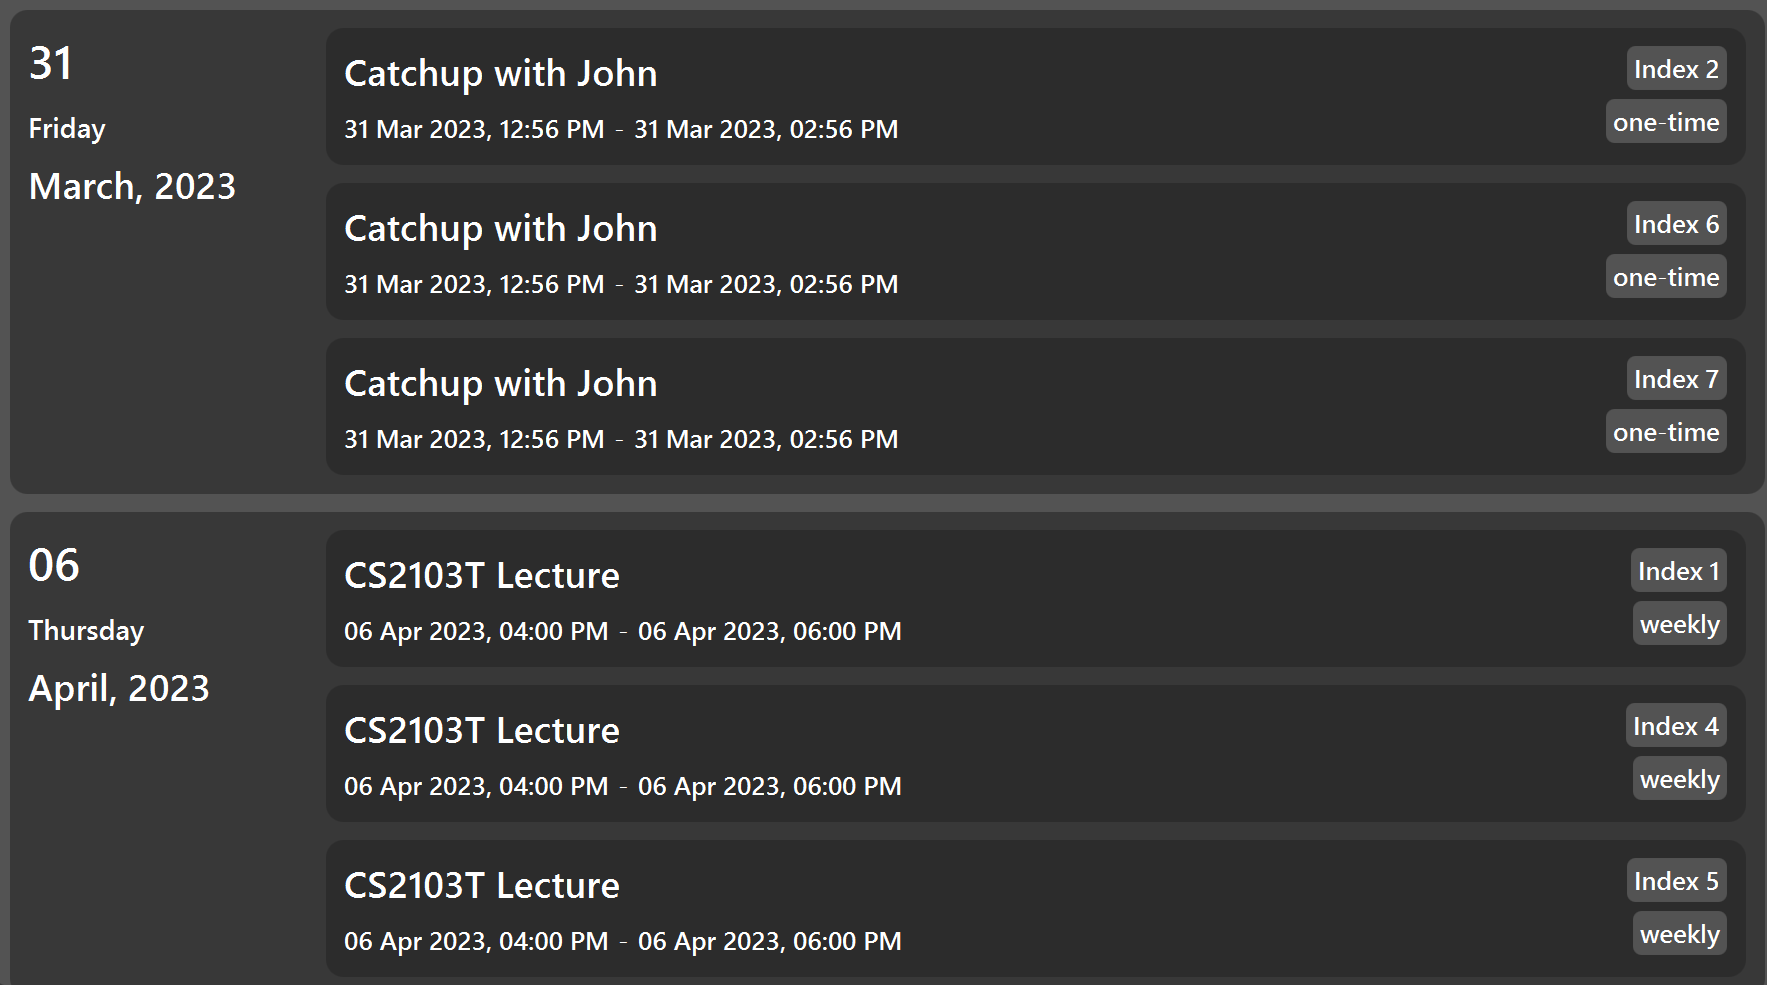 31
Friday
March, 2023
Catchup with John
31 Mar 2023, 12:56 PM - 31 Mar 2023, 02:56 PM
Index 2
one-time
Catchup with John
31 Mar 2023, 12:56 PM - 31 Mar 2023, 02:56 PM
Index 6
one-time
Catchup with John
31 Mar 2023, 12:56 PM - 31 Mar 2023, 02:56 PM
Index 7
one-time
06
Thursday
April, 2023
CS2103T Lecture
06 Apr 2023, 04:00 PM - 06 Apr 2023, 06:00 PM
Index 1
weekly
CS2103T Lecture
06 Apr 2023, 04:00 PM - 06 Apr 2023, 06:00 PM
Index 4
weekly
CS2103T Lecture
06 Apr 2023, 04:00 PM - 06 Apr 2023, 06:00 PM
Index 5
weekly